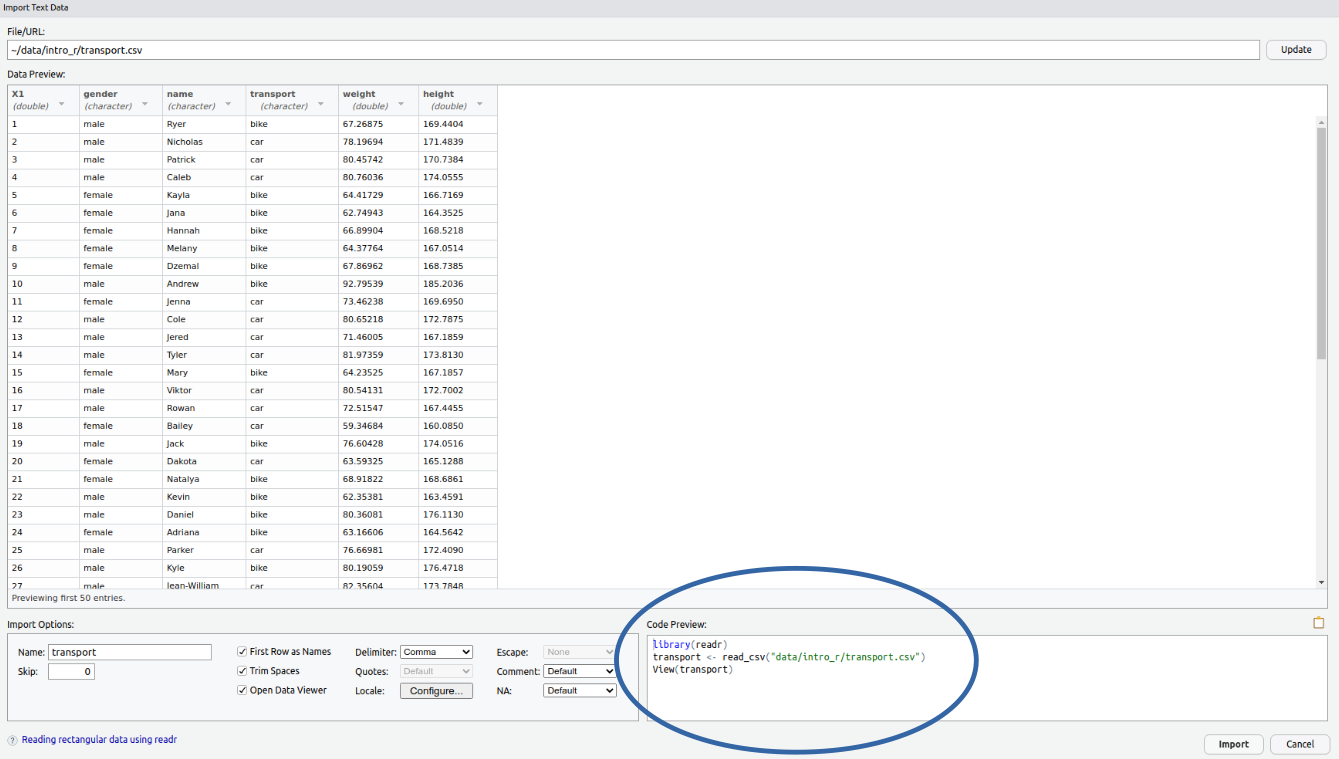 Import Text Data
File/URL:
~/data/intro_r/transport.csv
Update
Data Preview:
X1 gender name transport weight height
(double) (character) (character) (character) (double) (double)
1 male Ryer bike 67.26875 169.4404
2 male Nicholas car 78.19694 171.4839
3 male Patrick car 80.45742 170.7384
4 male Caleb car 80.76036 174.0555
5 female Kayla bike 64.41729 166.7169
6 female Jana bike 62.74943 164.3525
7 female Hannah bike 66.89904 168.5218
8 female Melany bike 64.37764 167.0514
9 female Dzemal bike 67.86962 168.7385
10 male Andrew bike 92.79539 185.2036
11 female Jenna car 73.46238 169.6950
12 male Cole car 80.65218 172.7875
13 male Jered car 71.46005 167.1859
14 male Tyler car 81.97359 173.8130
15 female Mary bike 64.23525 167.1857
16 male Viktor car 80.54131 172.7002
17 male Rowan car 72.51547 167.4455
18 female Bailey car 59.34684 160.0850
19 male Jack bike 76.60428 174.0516
20 female Dakota car 63.59325 165.1288
21 female Natalya bike 68.91822 168.6861
22 male Kevin bike 62.35381 163.4591
23 male Daniel bike 80.36081 176.1130
24 female Adriana bike 63.16606 164.5642
25 male Parker car 76.66981 172.4090
26 male Kyle bike 80.19059 176.4718
27 male Jean-William car 82.35604 173.7848
Previewing first 50 entries.
Import Options:
Name: transport
Skip: 0
First Row as Names
Trim Spaces
Open Data Viewer
Delimiter: Comma
Quotes: Default
Locale: Configure...
Escape: None
Comment: Default
NA: Default
Code Preview:
library(readr)
transport <- read_csv("data/intro_r/transport.csv")
View(transport)
? Reading rectangular data using readr
Import
Cancel